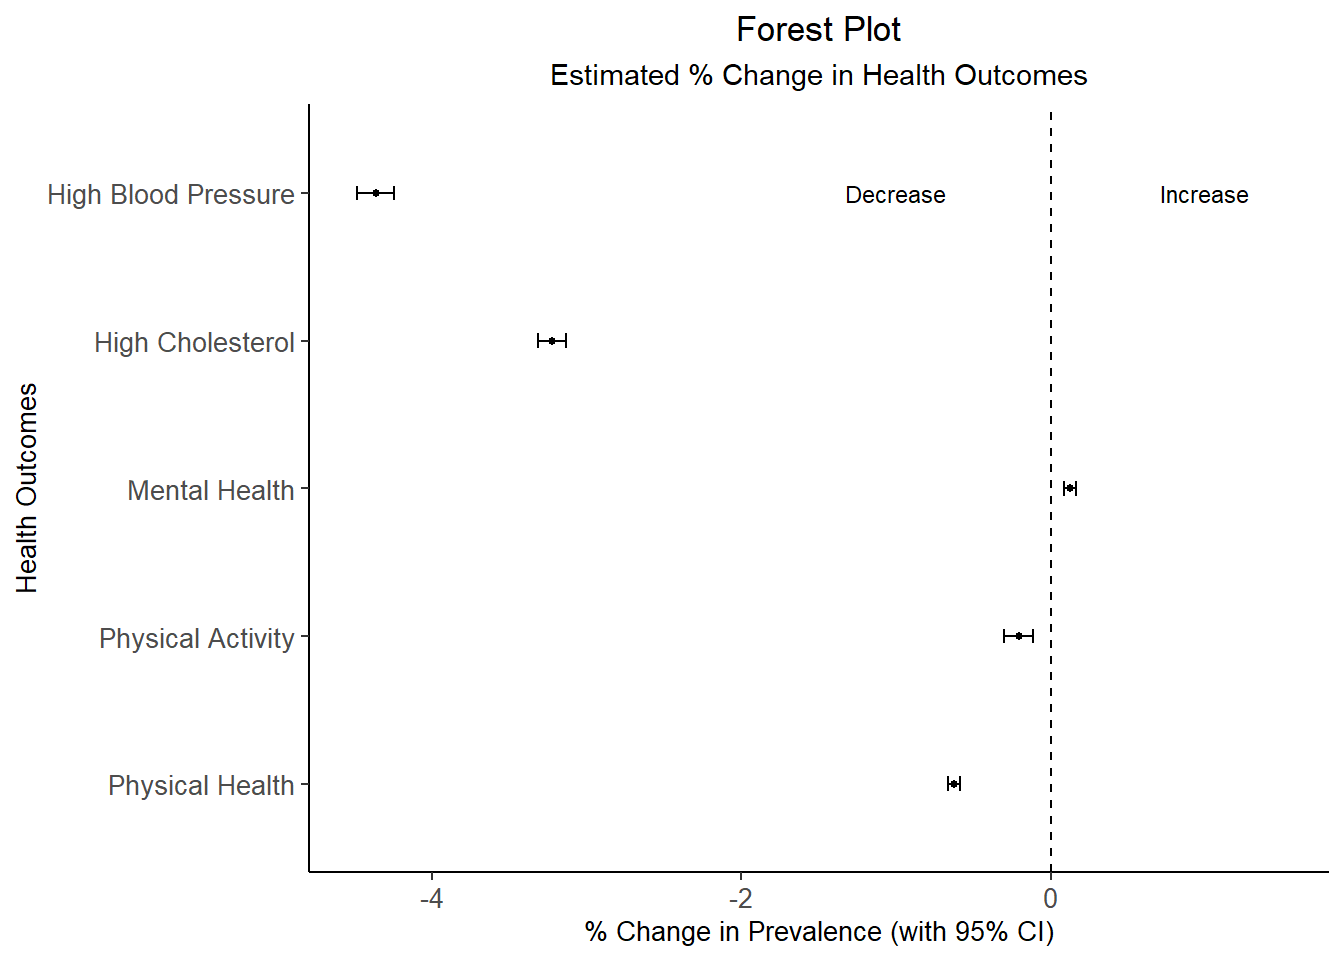 Forest Plot
Estimated % Change in Health Outcomes
High Blood Pressure
Decrease
Increase
High Cholesterol
Health Outcomes
Mental Health
Physical Activity
Physical Health
-4
-2
0
% Change in Prevalence (with 95% CI)